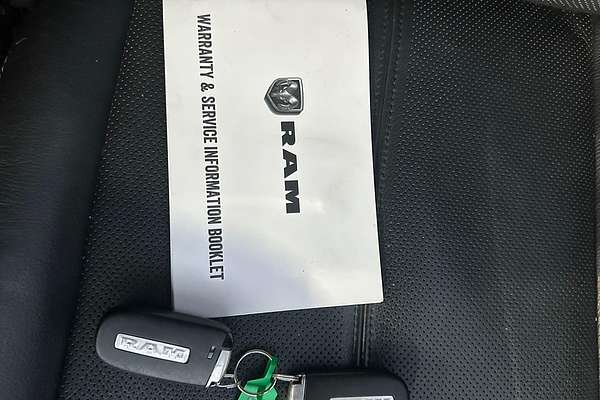 RAM
WARRANTY & SERVICE INFORMATION BOOKLET
RAM